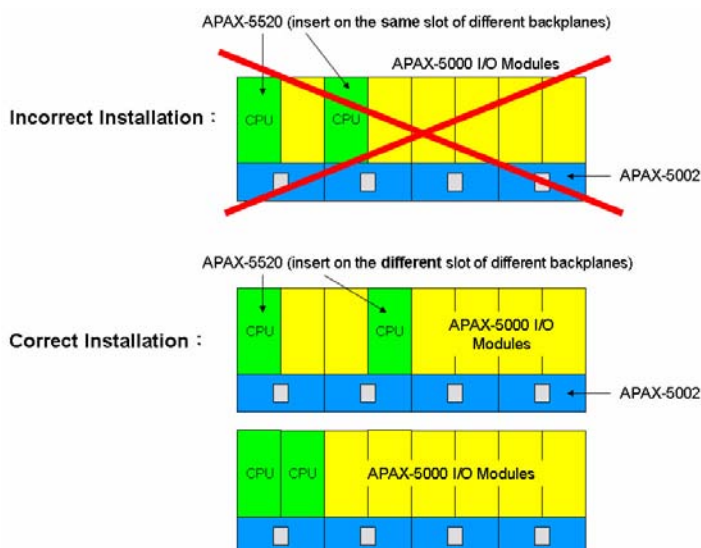 APAX-5520 (insert on the same slot of different backplanes)
APAX-5000 I/O Modules
Incorrect Installation :
CPU
CPU
APAX-5002
APAX-5520 (insert on the different slot of different backplanes)
Correct Installation :
CPU
CPU
APAX-5000 I/O
Modules
APAX-5002
CPU
CPU
APAX-5000 I/O Modules